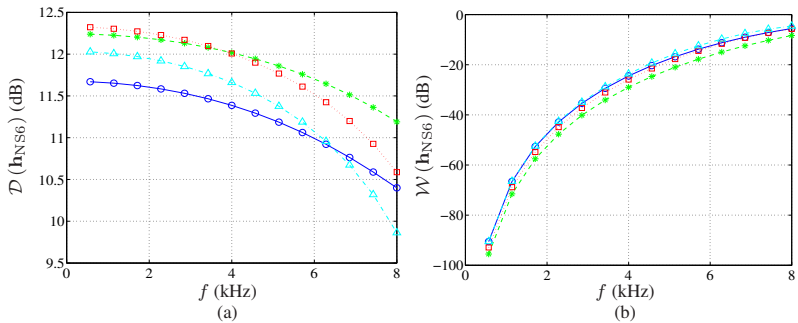 12.5
12
11.5
11
10.5
10
9.5
0 2 4 6 8
𝒟 (h_NS6) (dB)
f (kHz)
(a)
0
−20
−40
−60
−80
−100
0 2 4 6 8
𝒲 (h_NS6) (dB)
f (kHz)
(b)